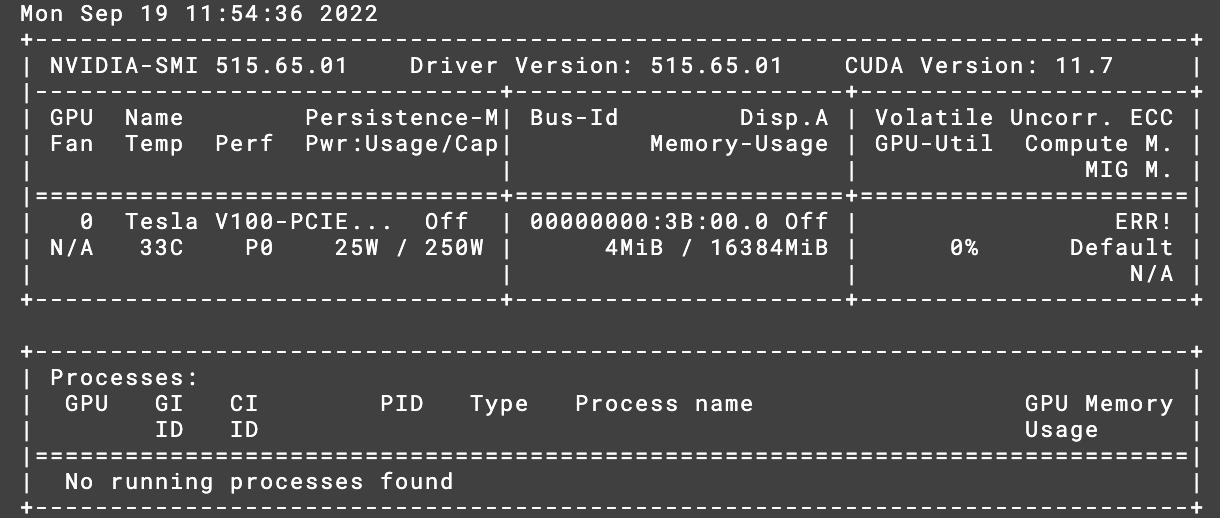 Mon Sep 19 11:54:36 2022
+-----------------------------------------------------------------------------+
| NVIDIA-SMI 515.65.01    Driver Version: 515.65.01    CUDA Version: 11.7     |
|-------------------------------+----------------------+----------------------+
| GPU  Name        Persistence-M| Bus-Id        Disp.A | Volatile Uncorr. ECC |
| Fan  Temp  Perf  Pwr:Usage/Cap|         Memory-Usage | GPU-Util  Compute M. |
|                               |                      |               MIG M. |
|===============================+======================+======================|
|   0  Tesla V100-PCIE...  Off  | 00000000:3B:00.0 Off |                 ERR! |
| N/A   33C    P0    25W / 250W |      4MiB / 16384MiB |      0%      Default |
|                               |                      |                  N/A |
+-------------------------------+----------------------+----------------------+

+-----------------------------------------------------------------------------+
| Processes:                                                                  |
|  GPU   GI   CI        PID   Type   Process name                  GPU Memory |
|        ID   ID                                                   Usage      |
|=============================================================================|
|  No running processes found                                                 |
+-----------------------------------------------------------------------------+